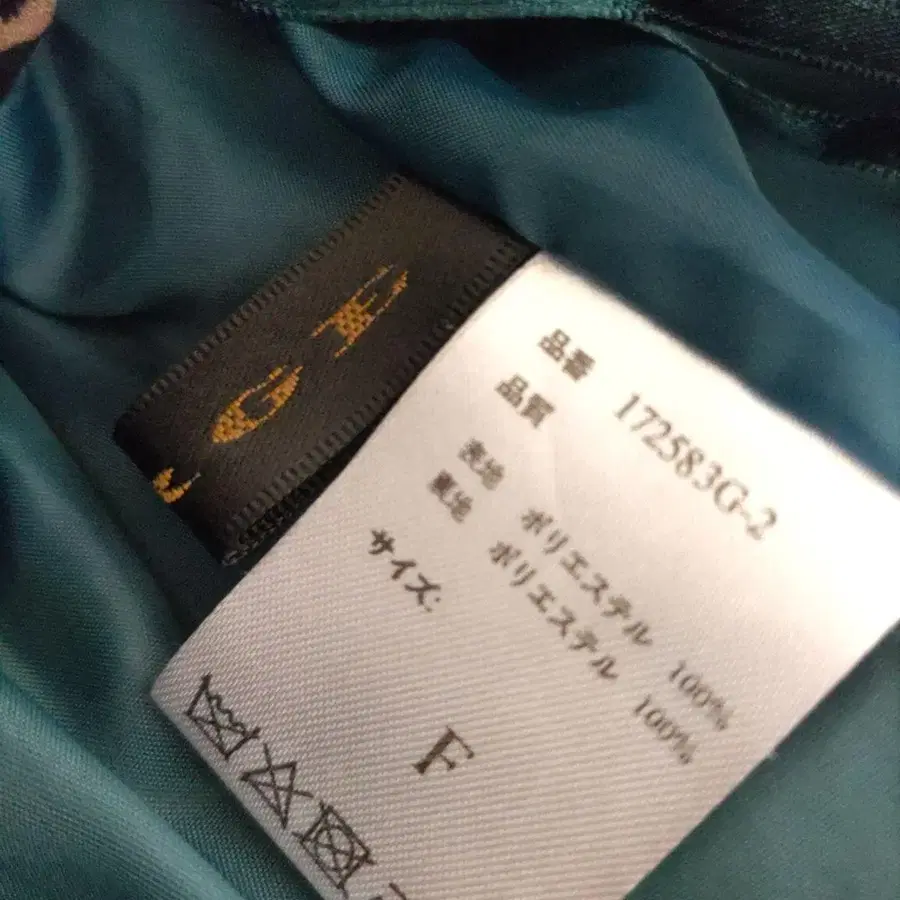 GE
品番 172583G-2
品質
表地 ポリエステル 100%
裏地 ポリエステル 100%
サイズ:
F